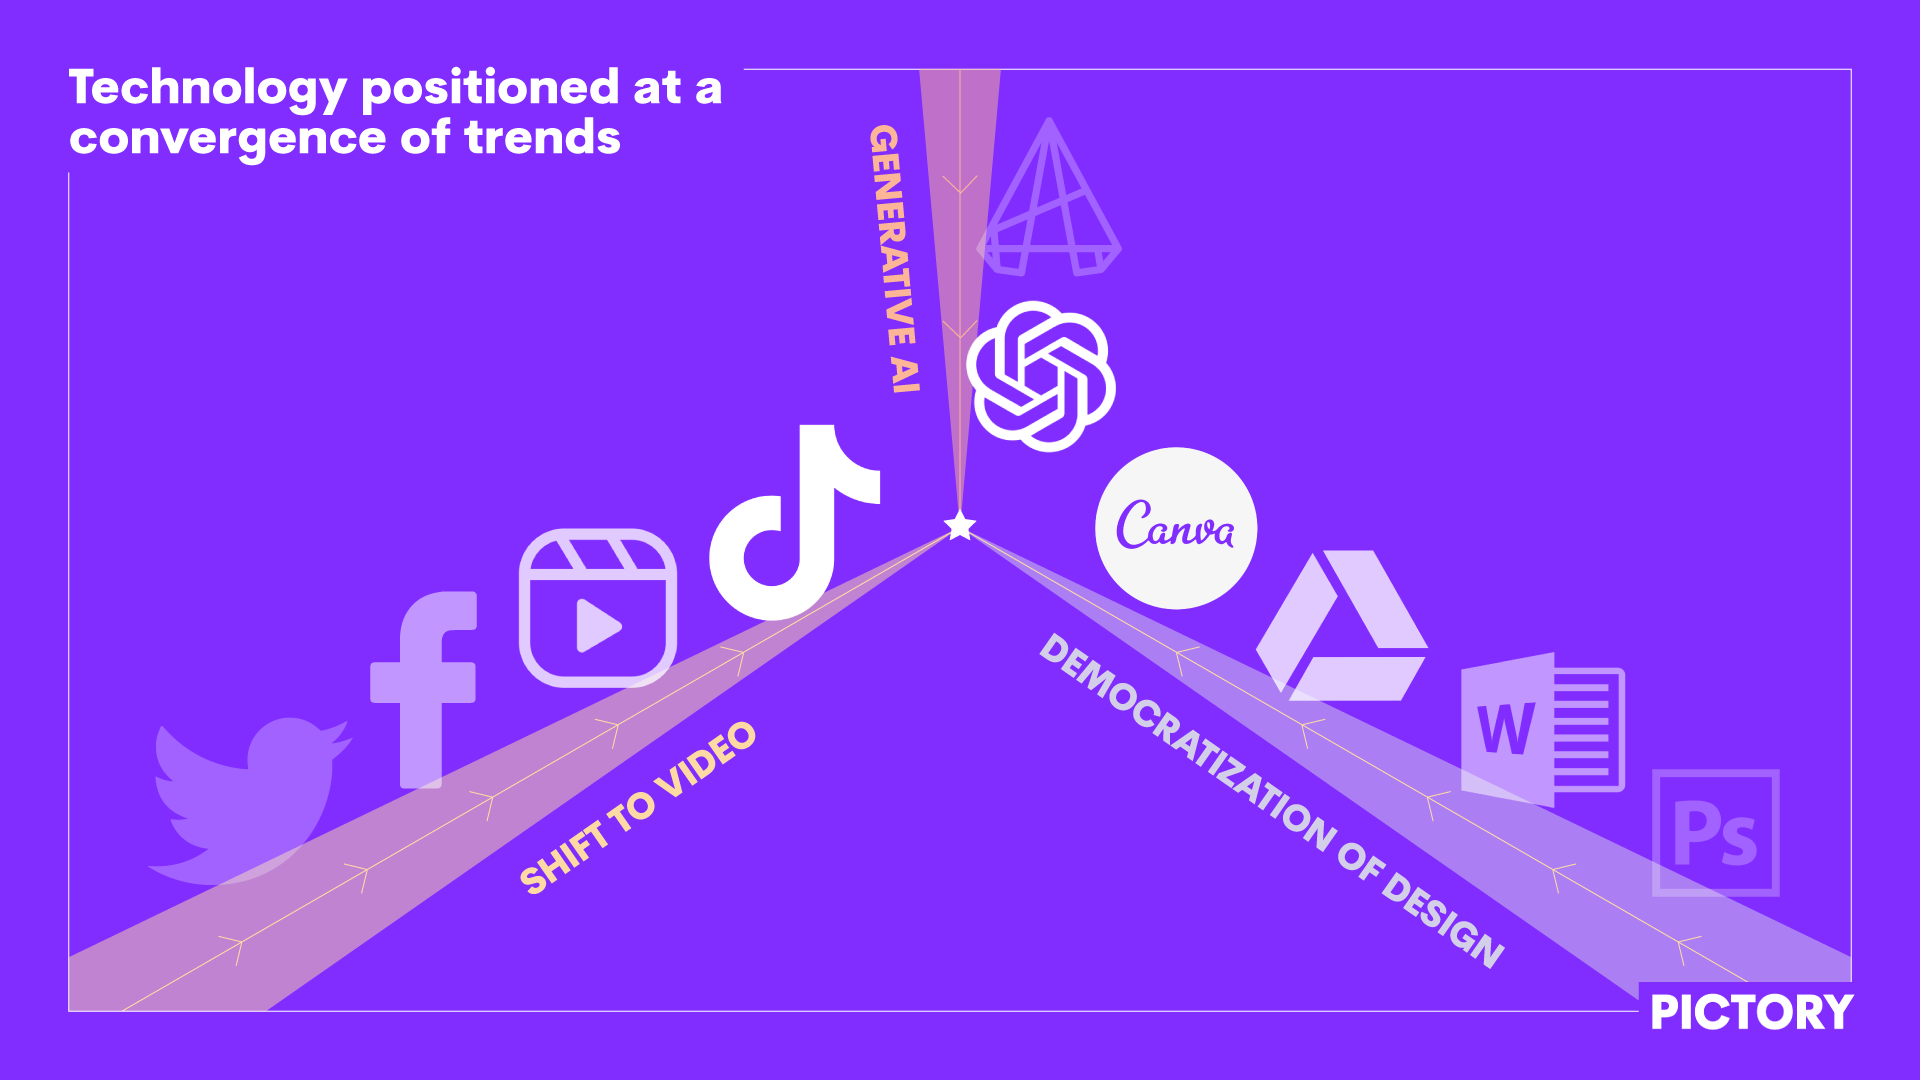 Technology positioned at a
convergence of trends
GENERATIVE AI
Canva
SHIFT TO VIDEO
DEMOCRATIZATION OF DESIGN
W
Ps
PICTORY